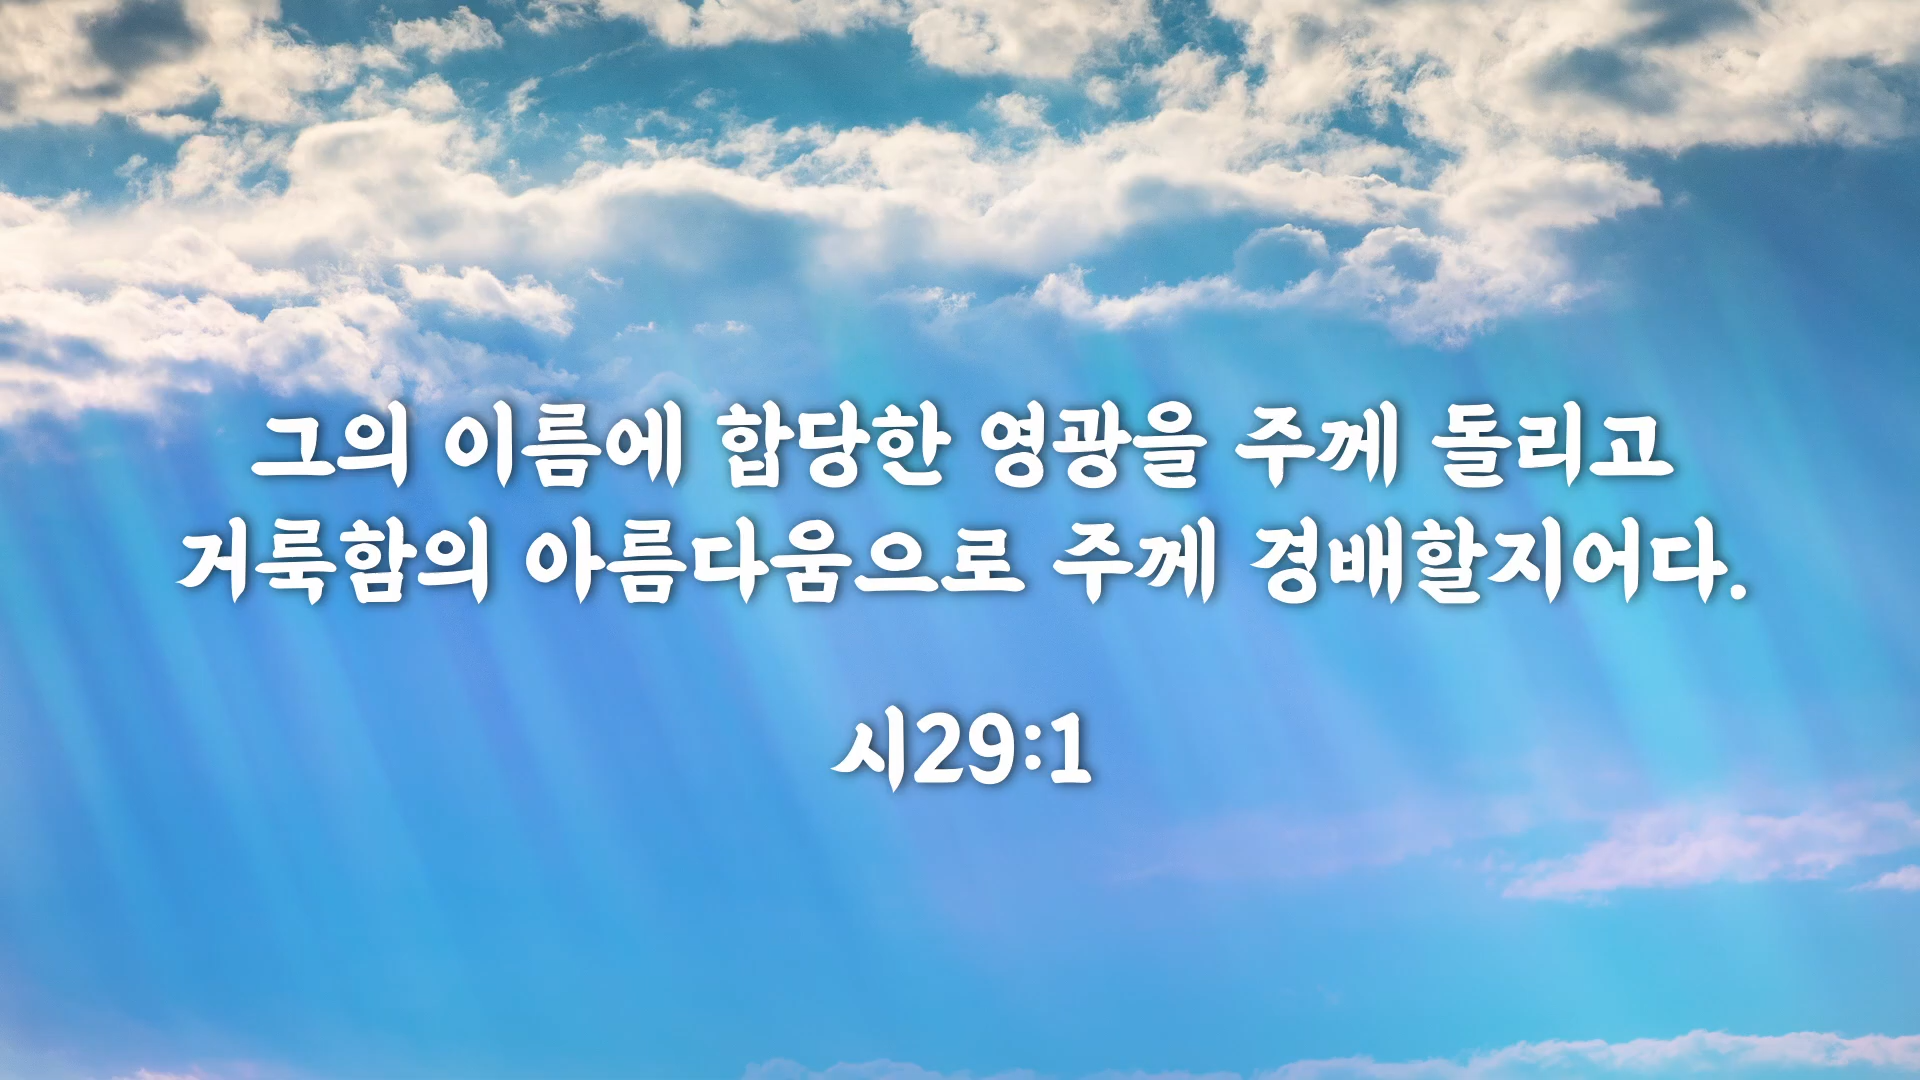 그의 이름에 합당한 영광을 주께 돌리고
거룩함의 아름다움으로 주께 경배할지어다.
시29:1